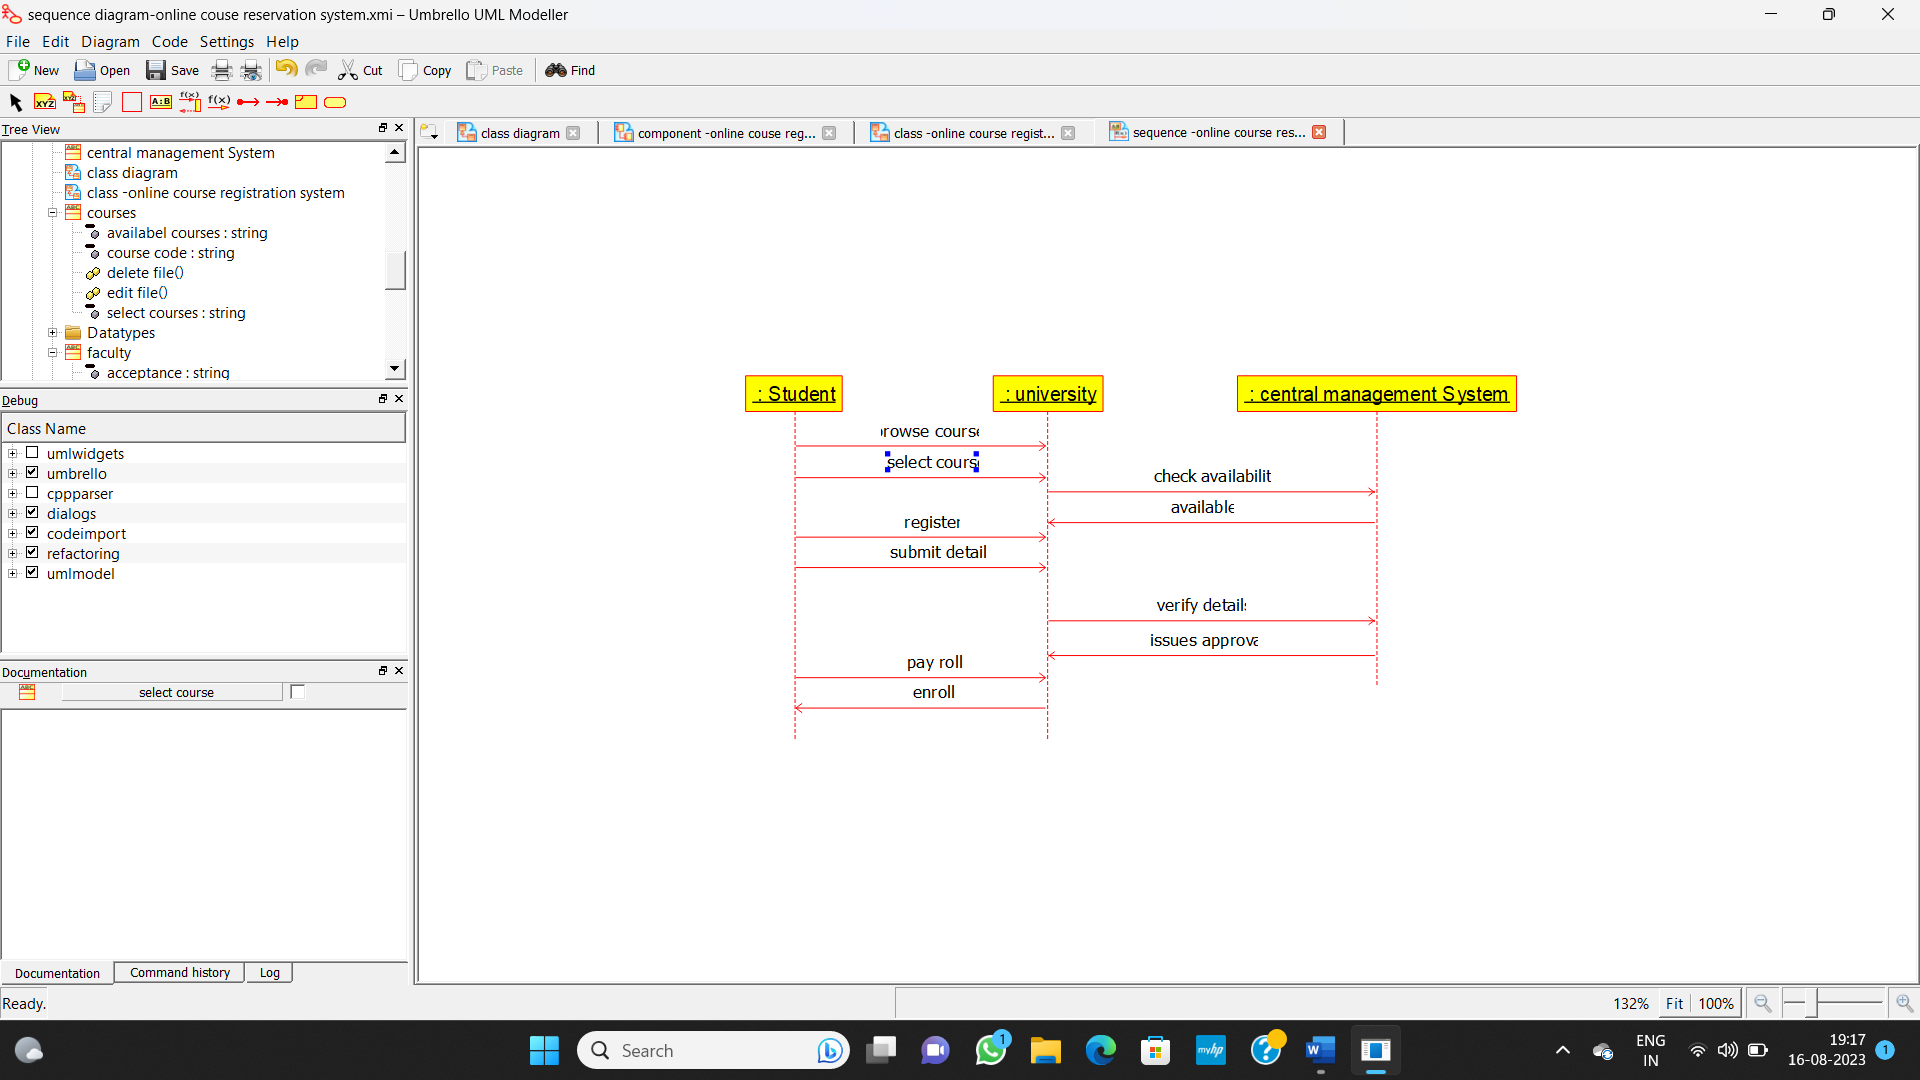 sequence diagram-online couse reservation system.xmi – Umbrello UML Modeller
File Edit Diagram Code Settings Help
New Open Save Cut Copy Paste Find
XYZ A:B f(x) f(x)
Tree View
central management System
class diagram
class -online course registration system
courses
availabel courses : string
course code : string
delete file()
edit file()
select courses : string
Datatypes
faculty
acceptance : string
Debug
Class Name
umlwidgets
umbrello
cppparser
dialogs
codeimport
refactoring
umlmodel
Documentation
select course
Documentation Command history Log
Ready.
class diagram component -online couse reg... class -online course regist... sequence -online course res...
: Student : university : central management System
rowse course
select cours
check availabilit
available
register
submit detail
verify details
issues approva
pay roll
enroll
132% Fit 100%
Search
1
myhp
ENG
IN
19:17
16-08-2023
1